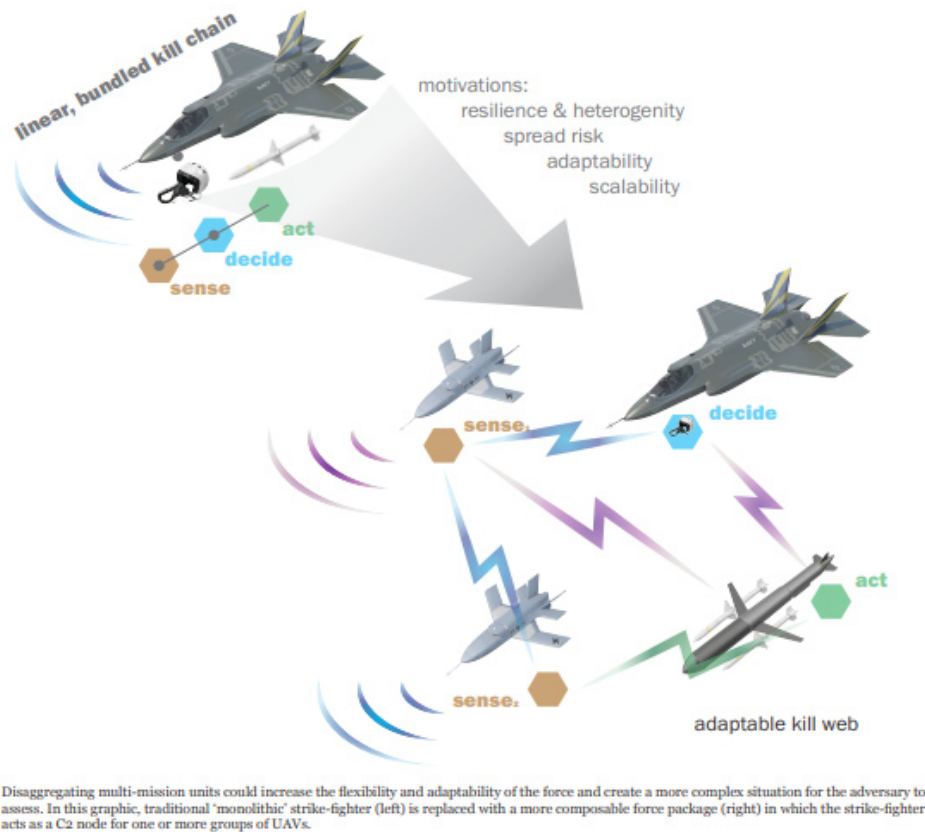 linear, bundled kill chain
motivations:
resilience & heterogenity
spread risk
adaptability
scalability
act
decide
sense
decide
sense₁
act
sense₂
adaptable kill web
Disaggregating multi-mission units could increase the flexibility and adaptability of the force and create a more complex situation for the adversary to
assess. In this graphic, traditional 'monolithic' strike-fighter (left) is replaced with a more composable force package (right) in which the strike-fighter
acts as a C2 node for one or more groups of UAVs.